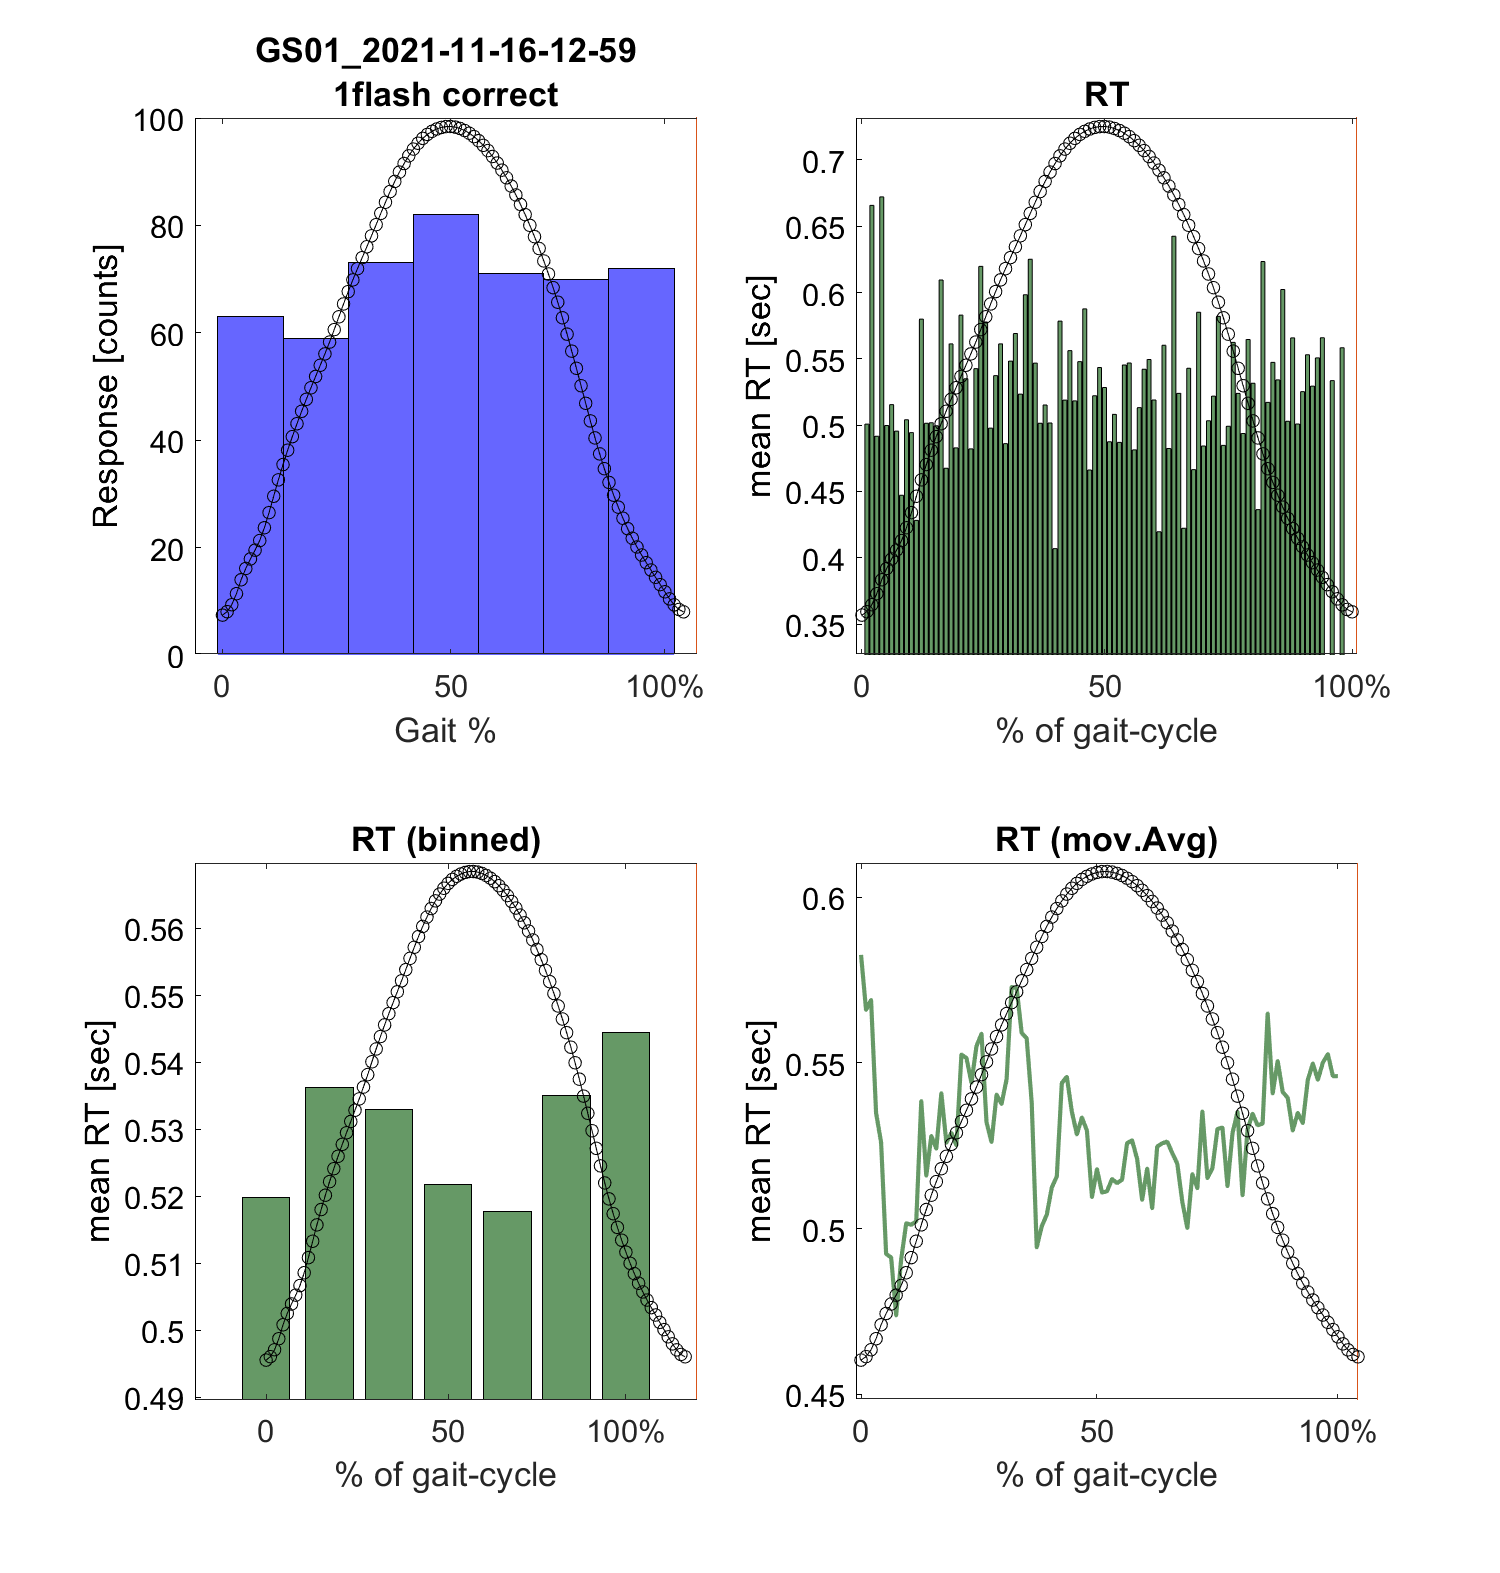 GS01_2021-11-16-12-59
1flash correct
100
80
60
40
20
0
Response [counts]
0 50 100%
Gait %
RT
0.7
0.65
0.6
0.55
0.5
0.45
0.4
0.35
mean RT [sec]
0 50 100%
% of gait-cycle
RT (binned)
0.56
0.55
0.54
0.53
0.52
0.51
0.5
0.49
mean RT [sec]
0 50 100%
% of gait-cycle
RT (mov.Avg)
0.6
0.55
0.5
0.45
mean RT [sec]
0 50 100%
% of gait-cycle